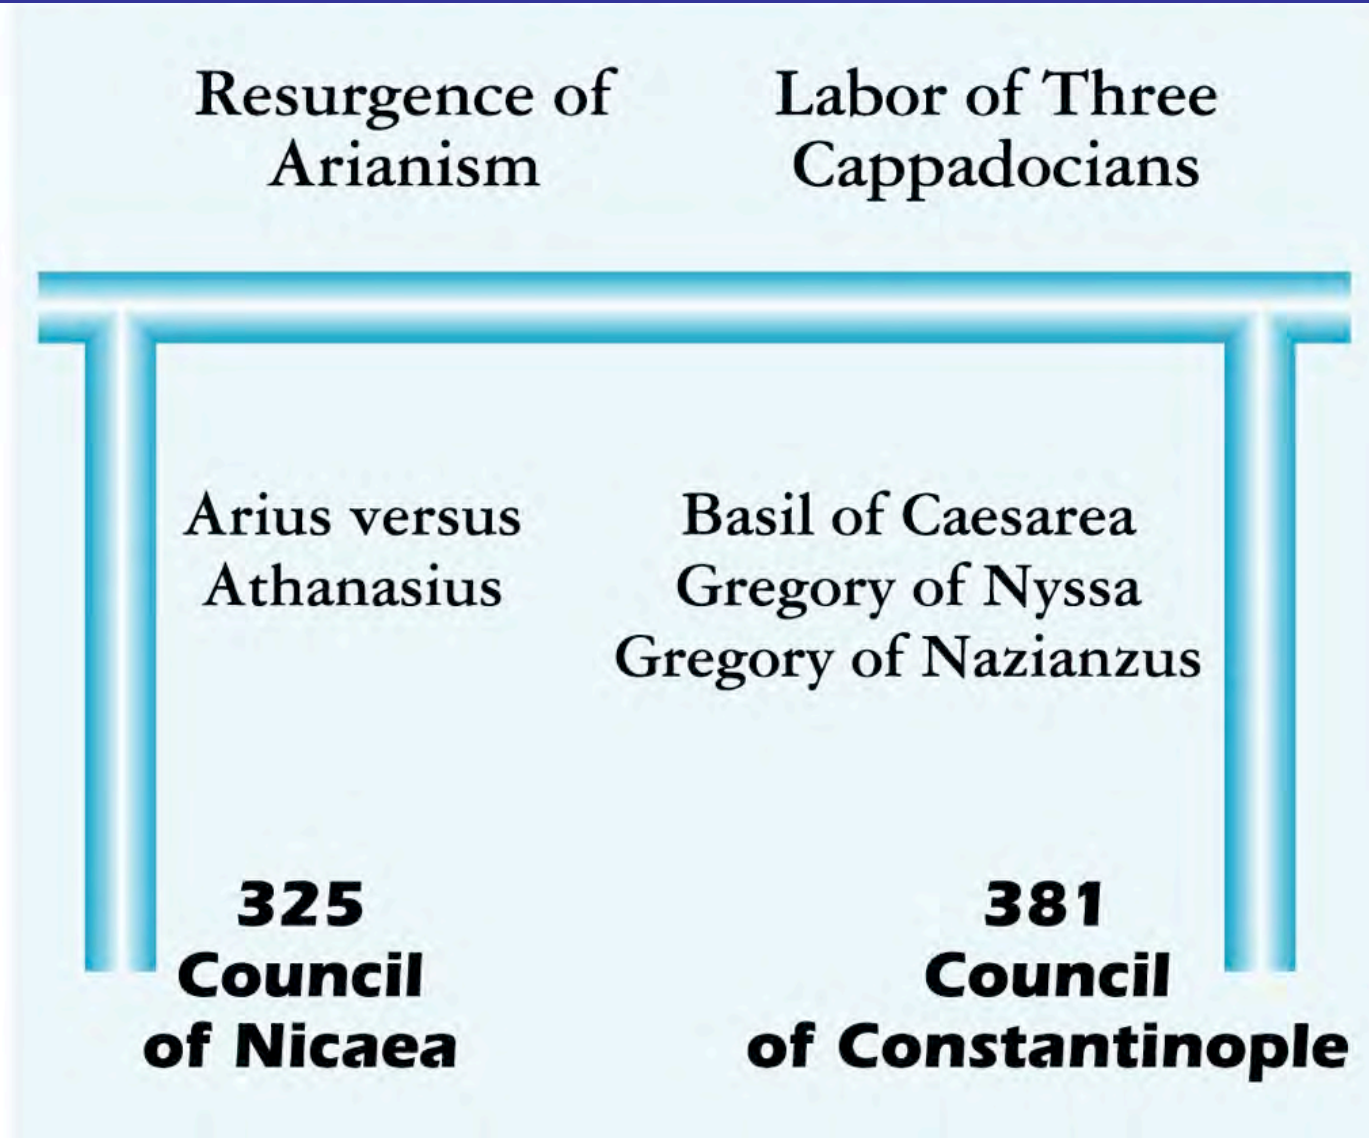 Resurgence of
Arianism
Labor of Three
Cappadocians
Arius versus
Athanasius
Basil of Caesarea
Gregory of Nyssa
Gregory of Nazianzus
325
Council
of Nicaea
381
Council
of Constantinople